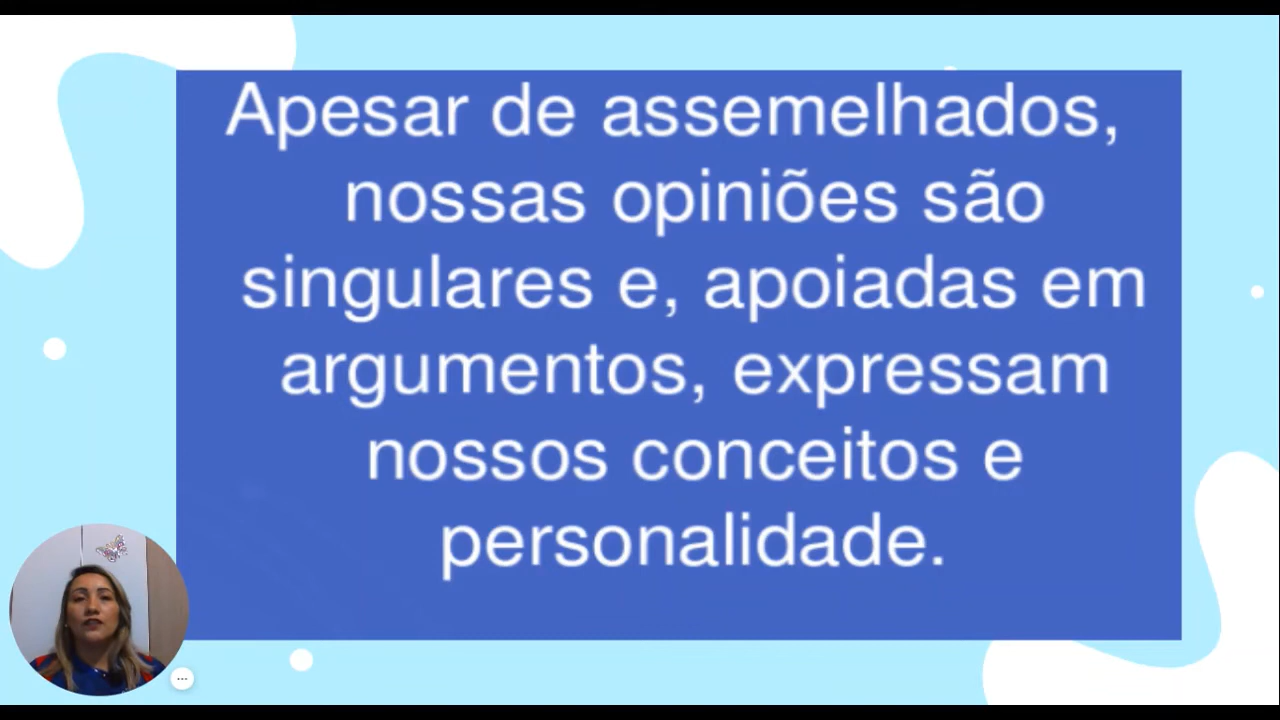 Apesar de assemelhados,
nossas opiniões são
singulares e, apoiadas em
argumentos, expressam
nossos conceitos e
personalidade.